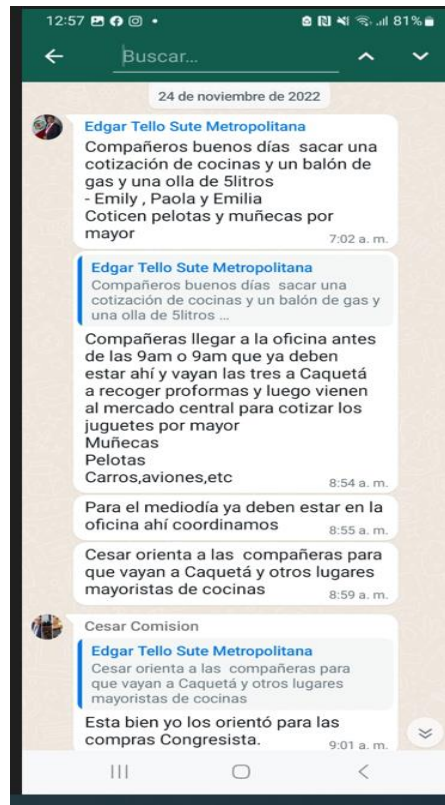 12:57 81%
Buscar...
24 de noviembre de 2022
Edgar Tello Sute Metropolitana
Compañeros buenos días sacar una
cotización de cocinas y un balón de
gas y una olla de 5litros
- Emily , Paola y Emilia
Coticen pelotas y muñecas por
mayor
7:02 a. m.
Edgar Tello Sute Metropolitana
Compañeros buenos días sacar una
cotización de cocinas y un balón de gas y
una olla de 5litros ...
Compañeras llegar a la oficina antes
de las 9am o 9am que ya deben
estar ahí y vayan las tres a Caquetá
a recoger proformas y luego vienen
al mercado central para cotizar los
juguetes por mayor
Muñecas
Pelotas
Carros,aviones,etc
8:54 a. m.
Para el mediodía ya deben estar en la
oficina ahí coordinamos
8:55 a. m.
Cesar orienta a las compañeras para
que vayan a Caquetá y otros lugares
mayoristas de cocinas
8:59 a. m.
Cesar Comision
Edgar Tello Sute Metropolitana
Cesar orienta a las compañeras para
que vayan a Caquetá y otros lugares
mayoristas de cocinas
Esta bien yo los orientó para las
compras Congresista.
9:01 a. m.